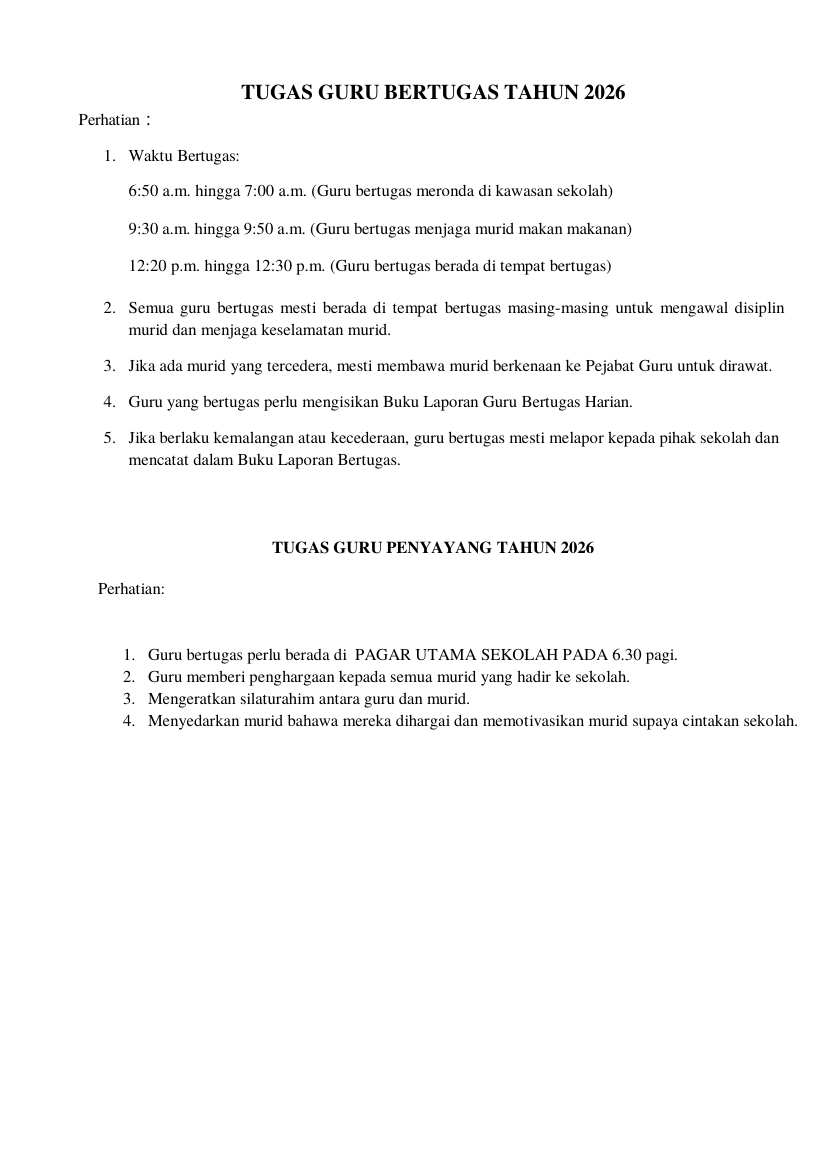 TUGAS GURU BERTUGAS TAHUN 2026
Perhatian :
1. Waktu Bertugas:
6:50 a.m. hingga 7:00 a.m. (Guru bertugas meronda di kawasan sekolah)
9:30 a.m. hingga 9:50 a.m. (Guru bertugas menjaga murid makan makanan)
12:20 p.m. hingga 12:30 p.m. (Guru bertugas berada di tempat bertugas)
2. Semua guru bertugas mesti berada di tempat bertugas masing-masing untuk mengawal disiplin
murid dan menjaga keselamatan murid.
3. Jika ada murid yang tercedera, mesti membawa murid berkenaan ke Pejabat Guru untuk dirawat.
4. Guru yang bertugas perlu mengisikan Buku Laporan Guru Bertugas Harian.
5. Jika berlaku kemalangan atau kecederaan, guru bertugas mesti melapor kepada pihak sekolah dan
mencatat dalam Buku Laporan Bertugas.
TUGAS GURU PENYAYANG TAHUN 2026
Perhatian:
1. Guru bertugas perlu berada di PAGAR UTAMA SEKOLAH PADA 6.30 pagi.
2. Guru memberi penghargaan kepada semua murid yang hadir ke sekolah.
3. Mengeratkan silaturahim antara guru dan murid.
4. Menyedarkan murid bahawa mereka dihargai dan memotivasikan murid supaya cintakan sekolah.